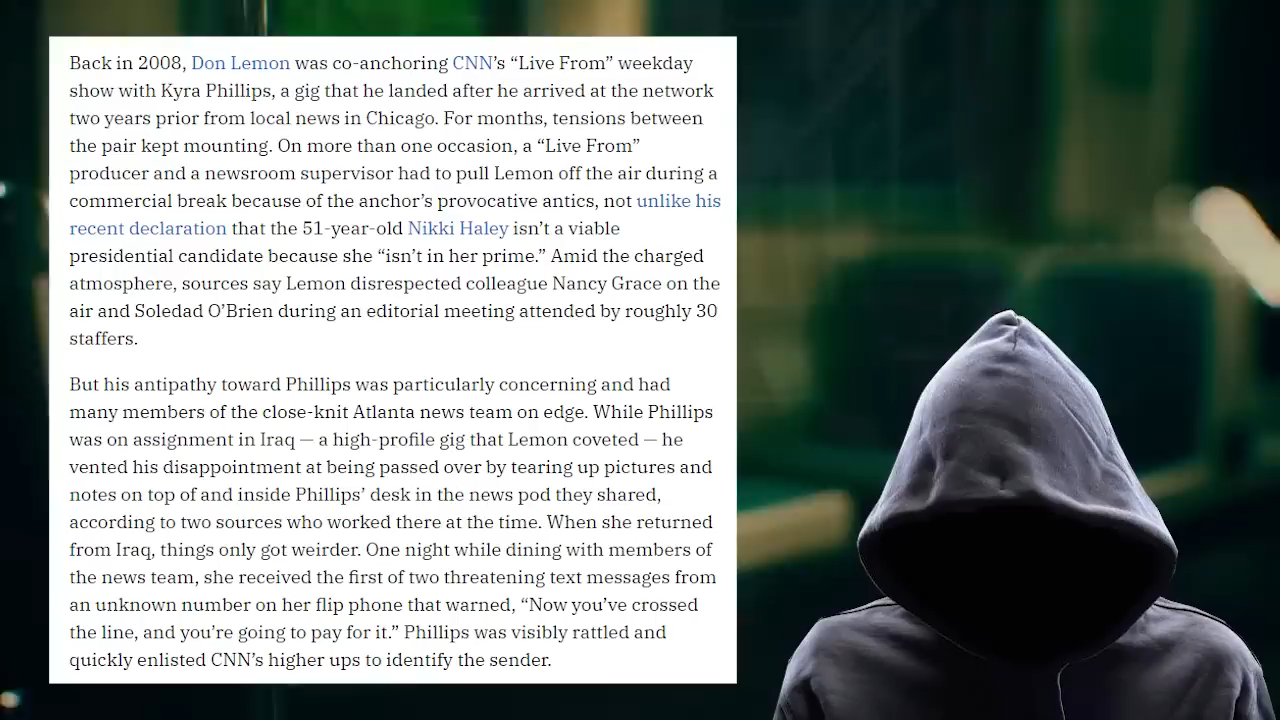 Back in 2008, Don Lemon was co-anchoring CNN’s “Live From” weekday
show with Kyra Phillips, a gig that he landed after he arrived at the network
two years prior from local news in Chicago. For months, tensions between
the pair kept mounting. On more than one occasion, a “Live From”
producer and a newsroom supervisor had to pull Lemon off the air during a
commercial break because of the anchor’s provocative antics, not unlike his
recent declaration that the 51-year-old Nikki Haley isn’t a viable
presidential candidate because she “isn’t in her prime.” Amid the charged
atmosphere, sources say Lemon disrespected colleague Nancy Grace on the
air and Soledad O’Brien during an editorial meeting attended by roughly 30
staffers.
But his antipathy toward Phillips was particularly concerning and had
many members of the close-knit Atlanta news team on edge. While Phillips
was on assignment in Iraq — a high-profile gig that Lemon coveted — he
vented his disappointment at being passed over by tearing up pictures and
notes on top of and inside Phillips’ desk in the news pod they shared,
according to two sources who worked there at the time. When she returned
from Iraq, things only got weirder. One night while dining with members of
the news team, she received the first of two threatening text messages from
an unknown number on her flip phone that warned, “Now you’ve crossed
the line, and you’re going to pay for it.” Phillips was visibly rattled and
quickly enlisted CNN’s higher ups to identify the sender.